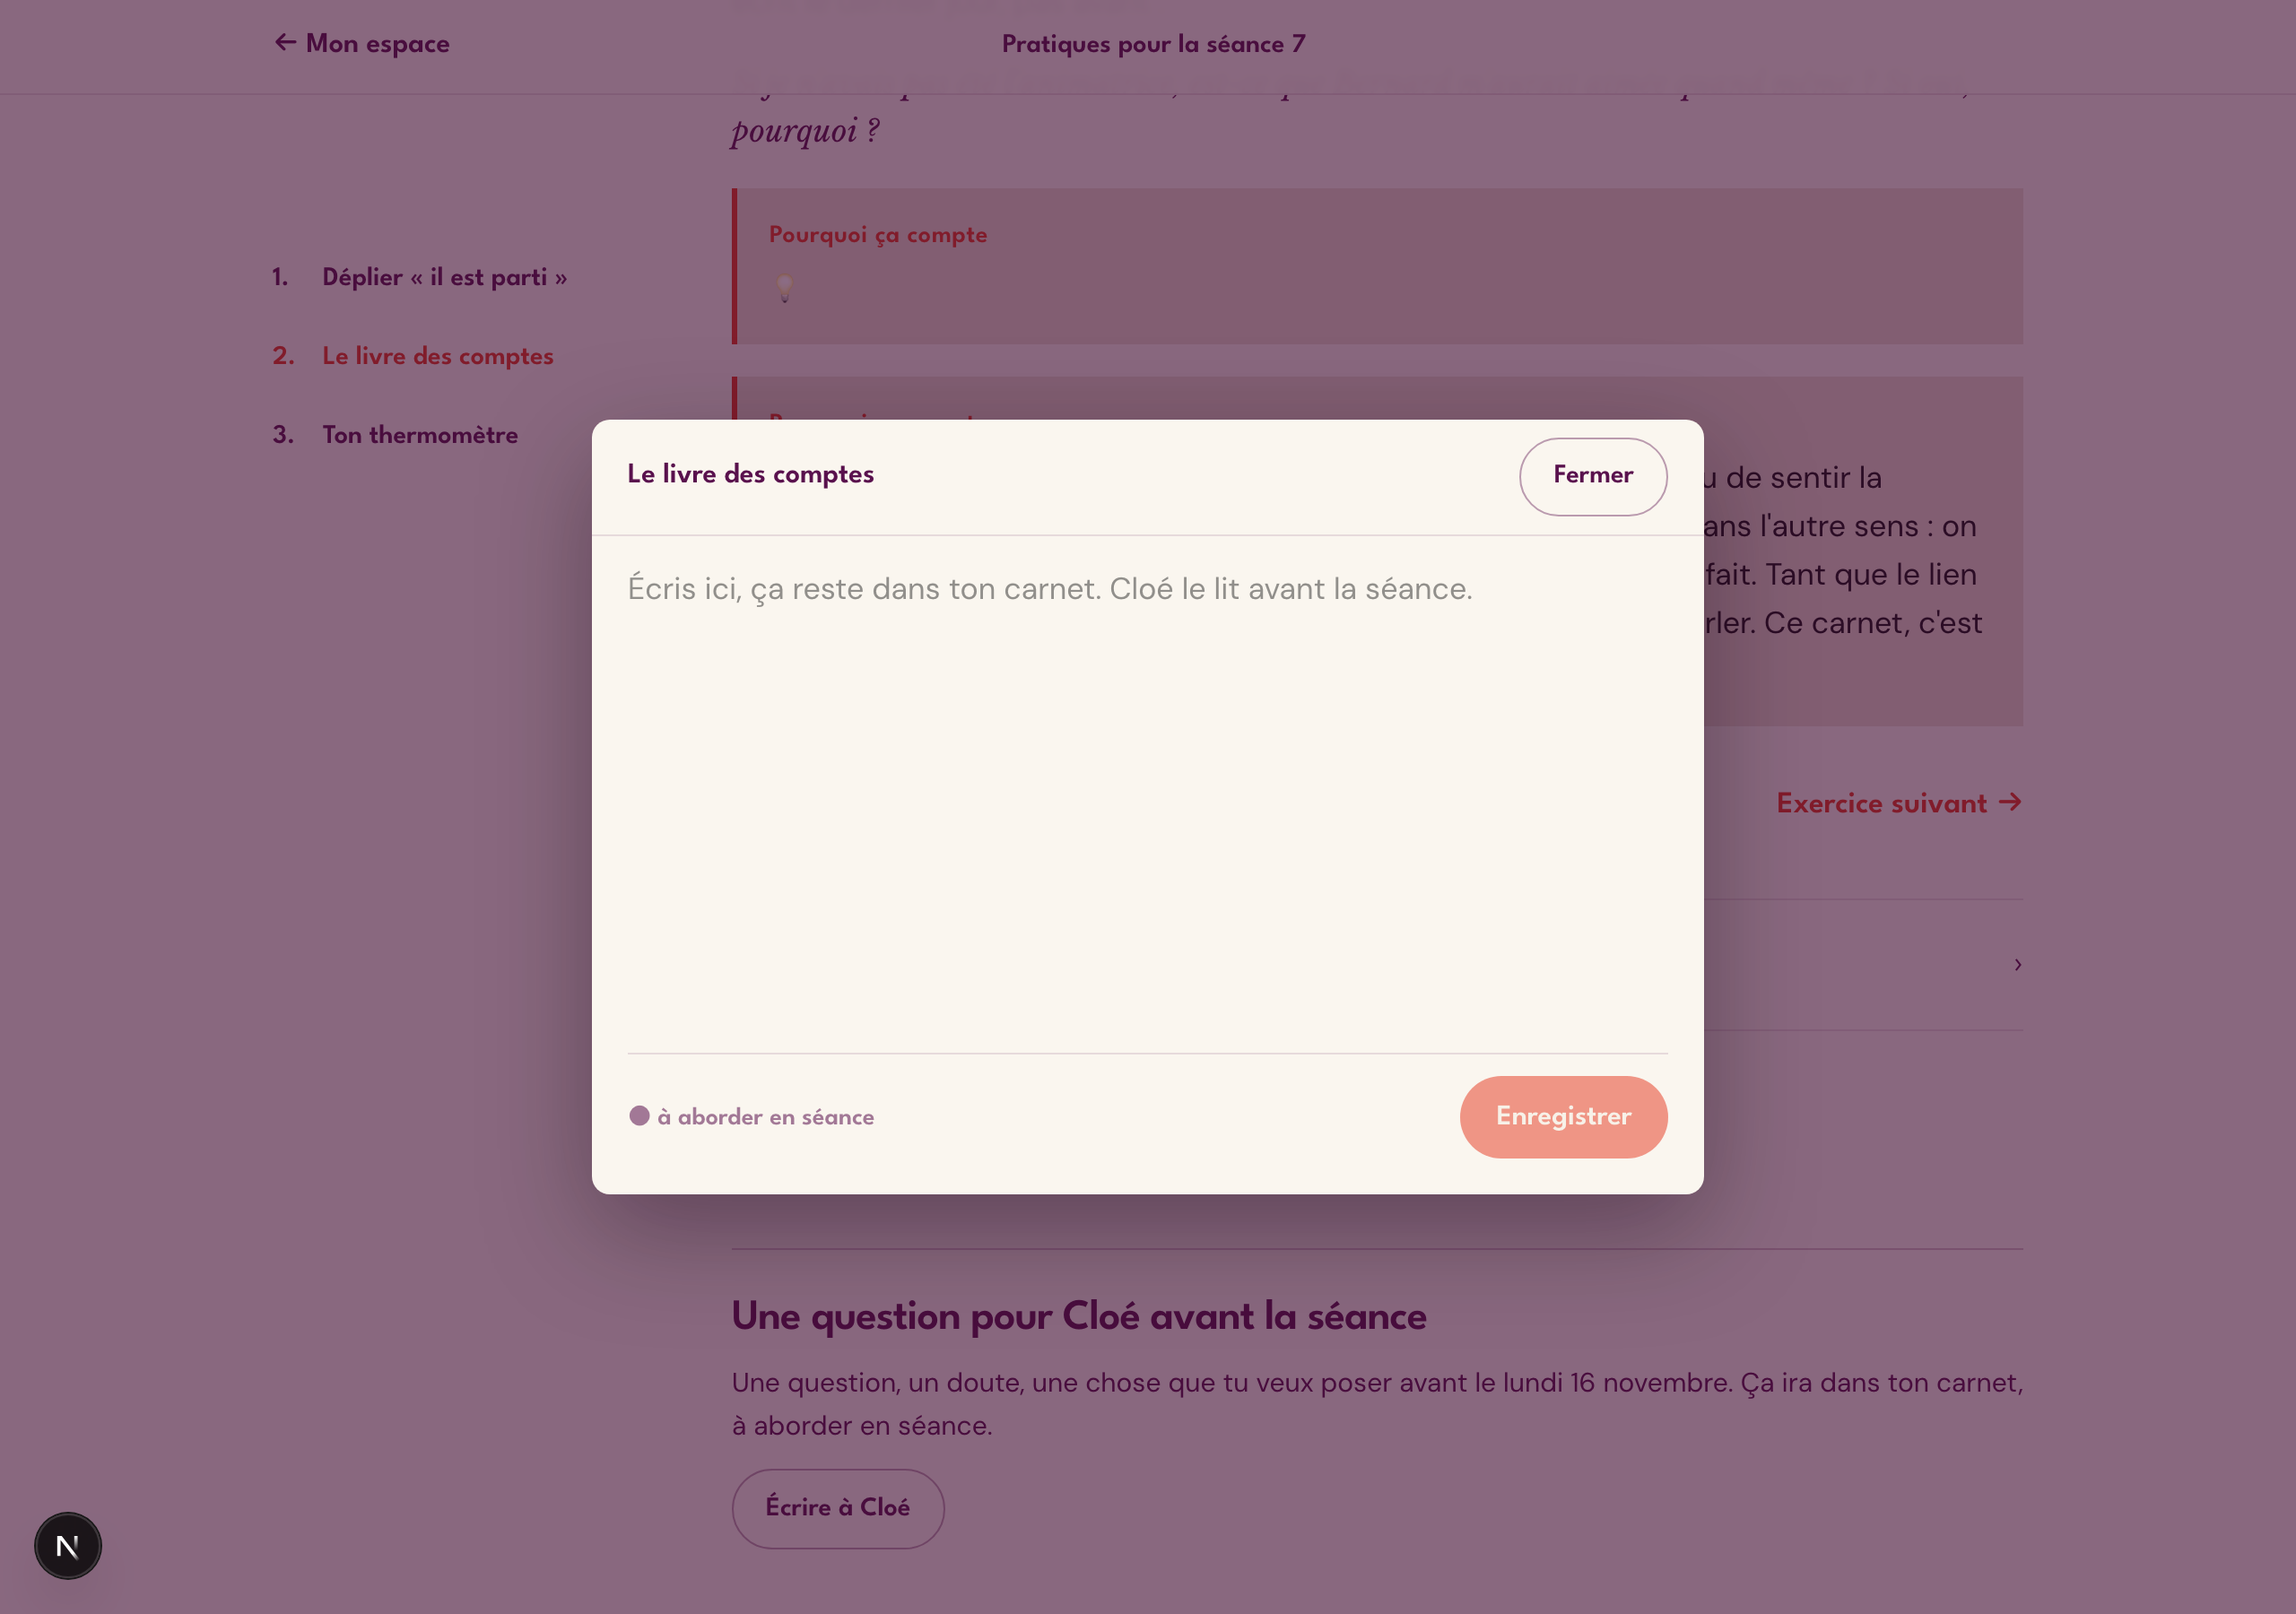 ← Mon espace
Pratiques pour la séance 7
pourquoi ?
Pourquoi ça compte
1. Déplier « il est parti »
2. Le livre des comptes
3. Ton thermomètre
Le livre des comptes
Fermer
Écris ici, ça reste dans ton carnet. Cloé le lit avant la séance.
de sentir la
l'autre sens : on
fait. Tant que le lien
Ce carnet, c'est
Exercice suivant →
à aborder en séance
Enregistrer
Une question pour Cloé avant la séance
Une question, un doute, une chose que tu veux poser avant le lundi 16 novembre. Ça ira dans ton carnet,
à aborder en séance.
Écrire à Cloé
N